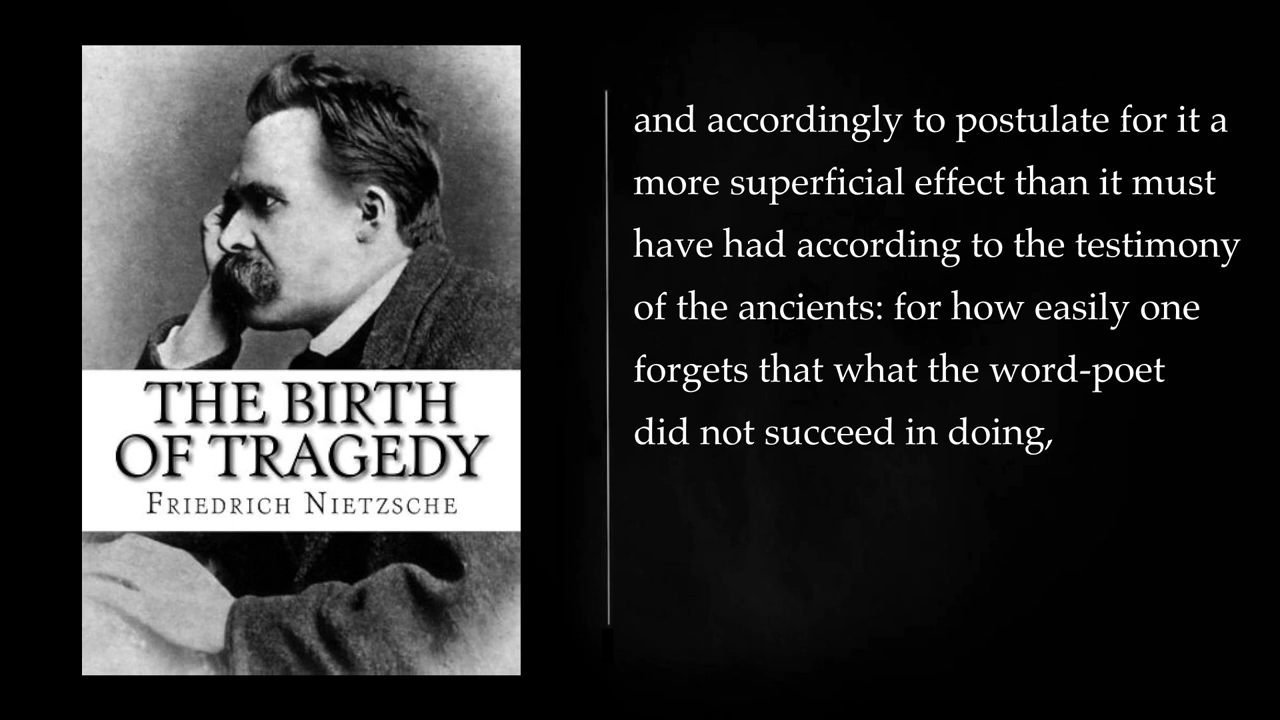 THE BIRTH
OF TRAGEDY
FRIEDRICH NIETZSCHE
and accordingly to postulate for it a
more superficial effect than it must
have had according to the testimony
of the ancients: for how easily one
forgets that what the word-poet
did not succeed in doing,